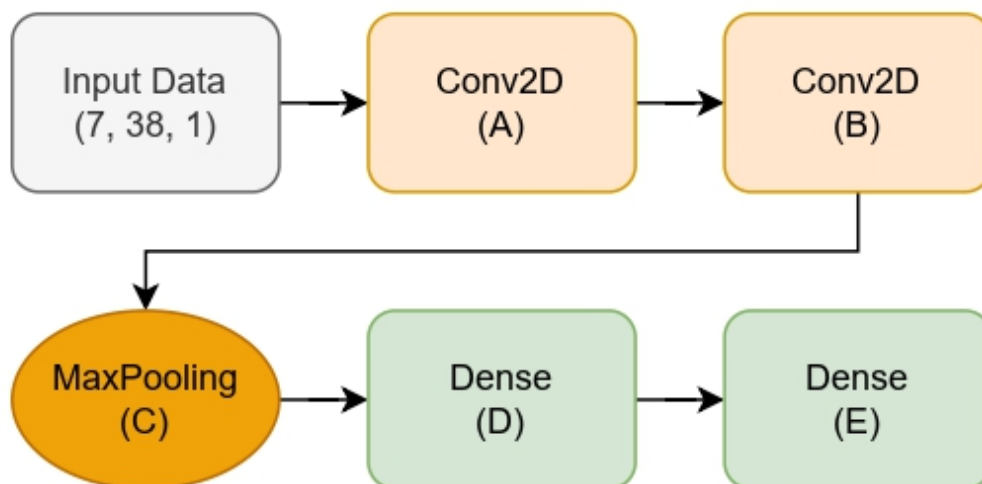 Input Data
(7, 38, 1)
Conv2D
(A)
Conv2D
(B)
MaxPooling
(C)
Dense
(D)
Dense
(E)